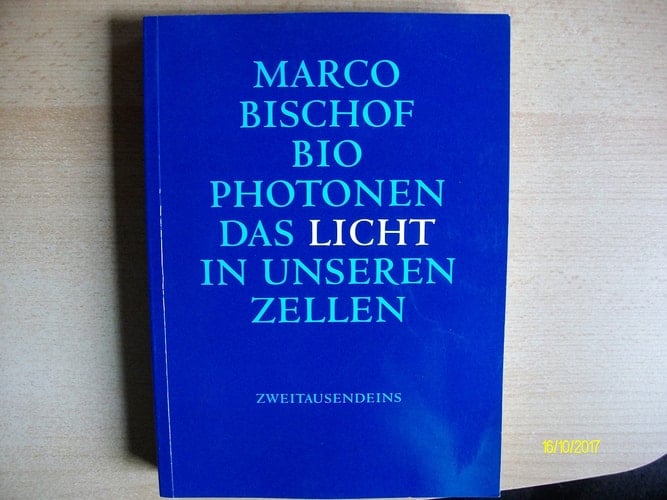 MARCO
BISCHOF
BIO
PHOTONEN
DAS LICHT
IN UNSEREN
ZELLEN
ZWEITAUSENDEINS
16/10/2017